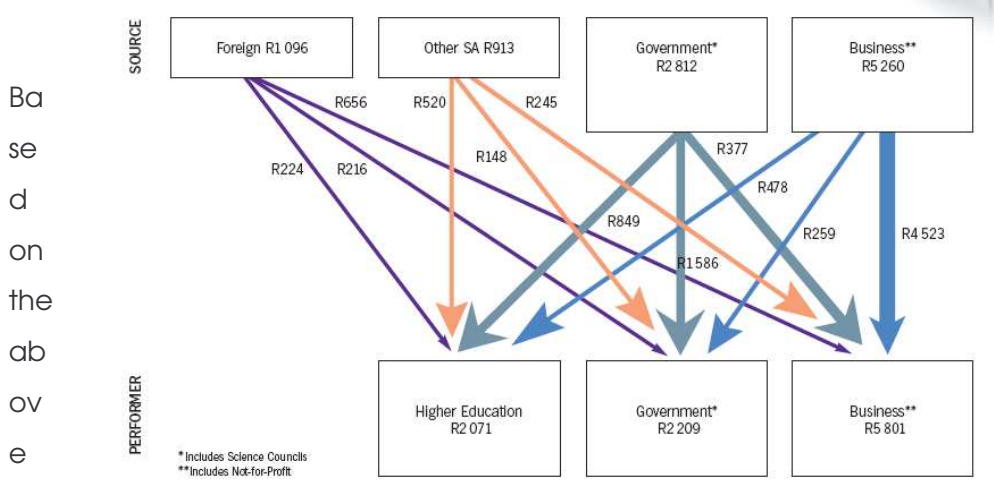 SOURCE
Foreign R1 096
Other SA R913
Government*
R2 812
Business**
R5 260
Ba
se
d
on
the
ab
ov
e
R656
R520
R245
R224
R216
R148
R377
R478
R849
R259
R4 523
R1 586
PERFORMER
Higher Education
R2 071
Government*
R2 209
Business**
R5 801
*Includes Science Councils
**Includes Not-for-Profit